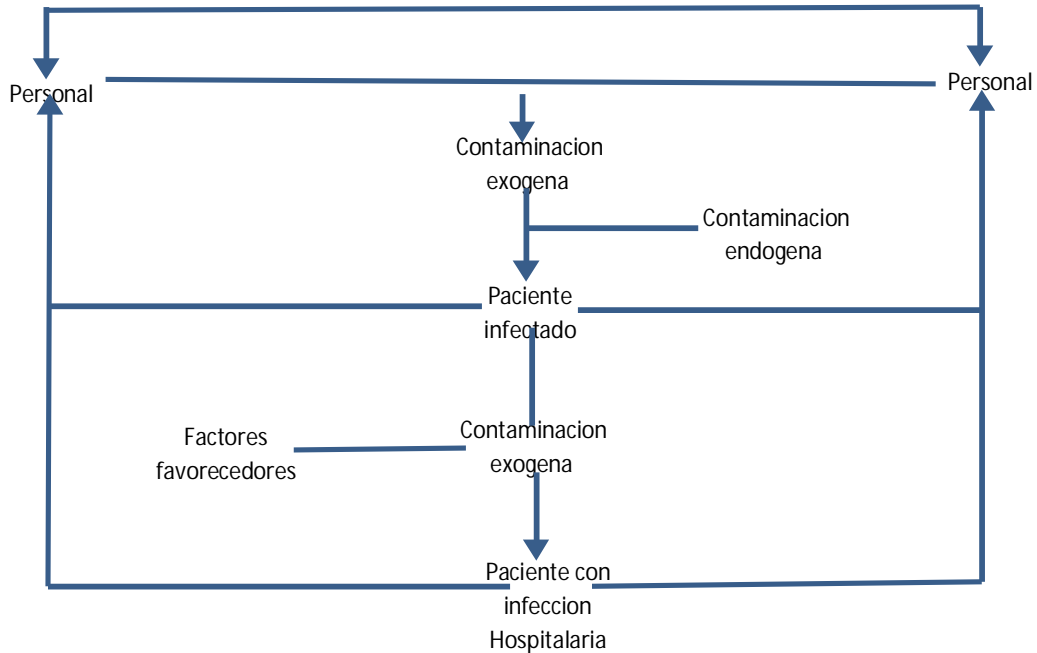 Personal
Personal
Contaminacion
exogena
Contaminacion
endogena
Paciente
infectado
Factores
favorecedores
Contaminacion
exogena
Paciente con
infeccion
Hospitalaria